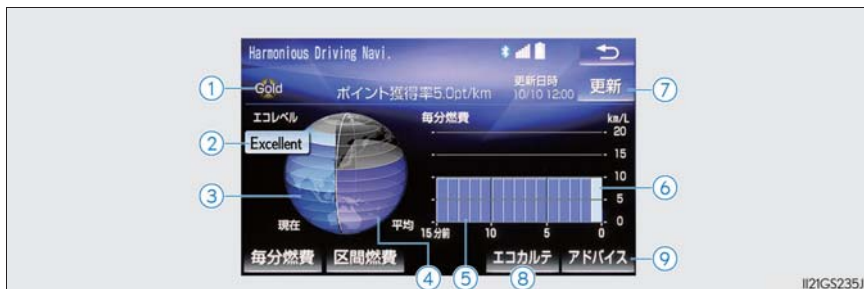 Harmonious Driving Navi.
① Gold ポイント獲得率5.0pt/km 更新日時 10/10 12:00 更新 ⑦
エコレベル 毎分燃費 km/L
② Excellent
20
15
③ 10 ⑥
5
現在 平均 0
15分前 10 5 0
毎分燃費 区間燃費 ④ ⑤ エコカルテ ⑧ アドバイス ⑨
II21GS235J